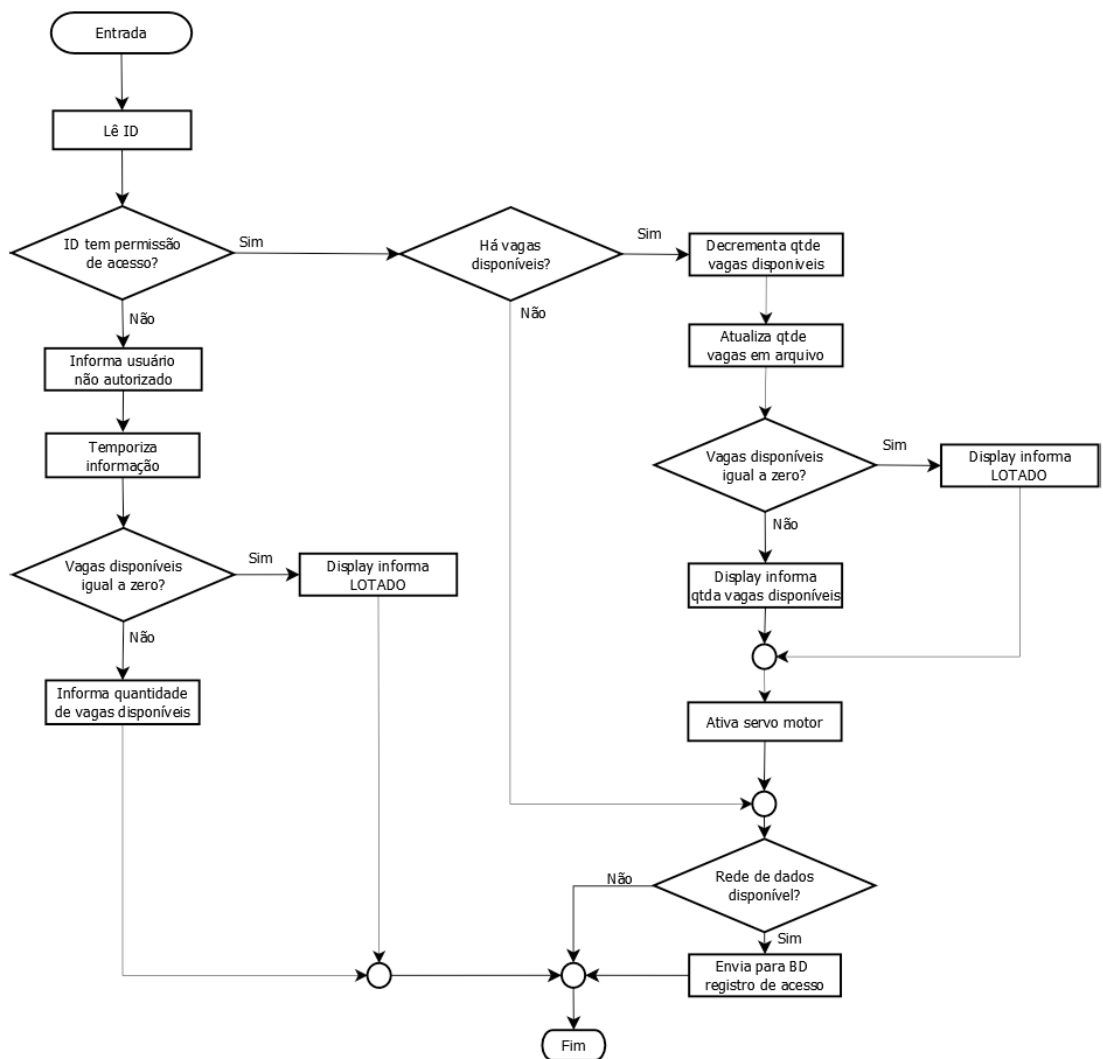 Entrada
Lê ID
ID tem permissão
de acesso?
Sim
Há vagas
disponíveis?
Sim
Decrementa qtde
vagas disponiveis
Não
Não
Atualiza qtde
vagas em arquivo
Informa usuário
não autorizado
Temporiza
informação
Vagas disponíveis
igual a zero?
Sim
Display informa
LOTADO
Não
Vagas disponíveis
igual a zero?
Sim
Display informa
LOTADO
Display informa
qtda vagas disponíveis
Não
Informa quantidade
de vagas disponíveis
Ativa servo motor
Rede de dados
disponível?
Não
Sim
Envia para BD
registro de acesso
Fim